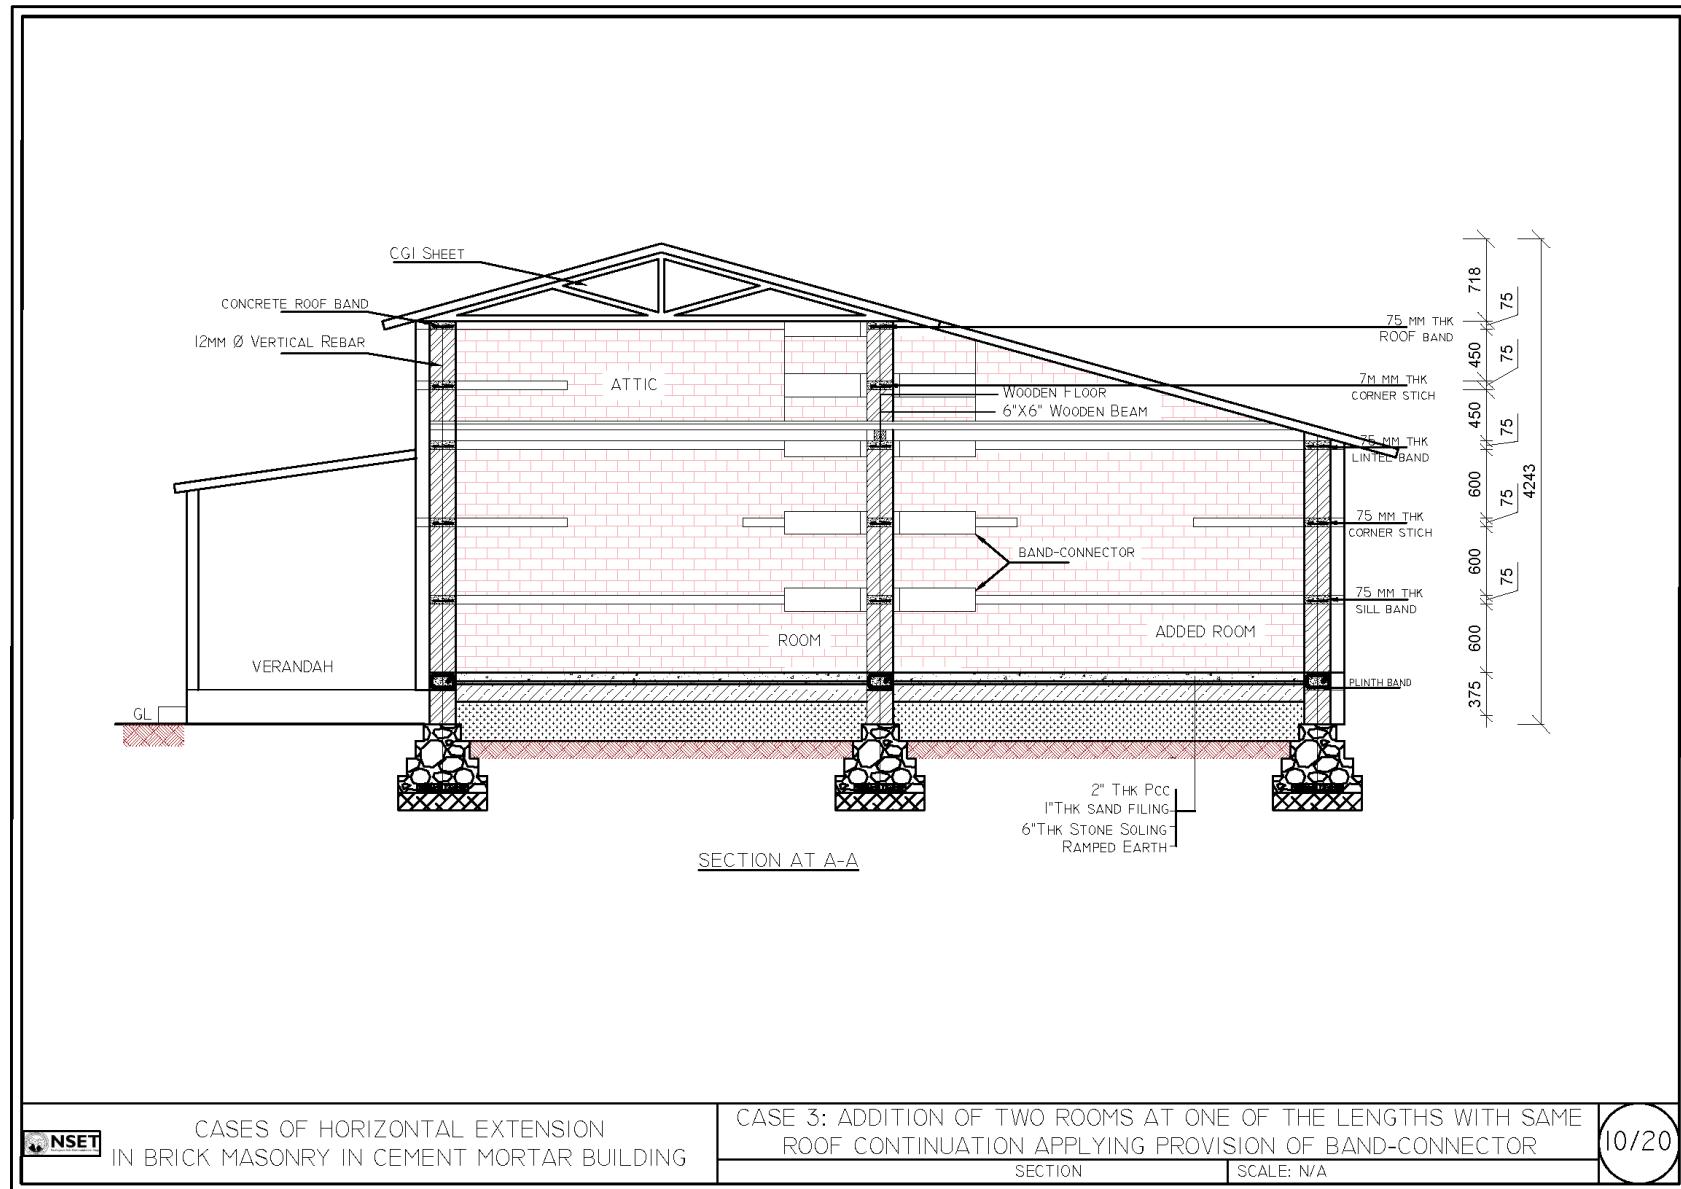 CGI SHEET
CONCRETE ROOF BAND
12MM Ø VERTICAL REBAR
ATTIC
WOODEN FLOOR
6"X6" WOODEN BEAM
75 MM THK
ROOF BAND
7M MM THK
CORNER STICH
75 MM THK
LINTEL BAND
75 MM THK
CORNER STICH
BAND-CONNECTOR
75 MM THK
SILL BAND
ROOM
ADDED ROOM
VERANDAH
PLINTH BAND
GL
718
75
450
75
450
75
600
75
4243
600
75
600
375
2" THK PCC
1"THK SAND FILING
6"THK STONE SOLING
RAMPED EARTH
SECTION AT A-A
NSET
CASES OF HORIZONTAL EXTENSION
IN BRICK MASONRY IN CEMENT MORTAR BUILDING
CASE 3: ADDITION OF TWO ROOMS AT ONE OF THE LENGTHS WITH SAME
ROOF CONTINUATION APPLYING PROVISION OF BAND-CONNECTOR
SECTION
SCALE: N/A
10/20